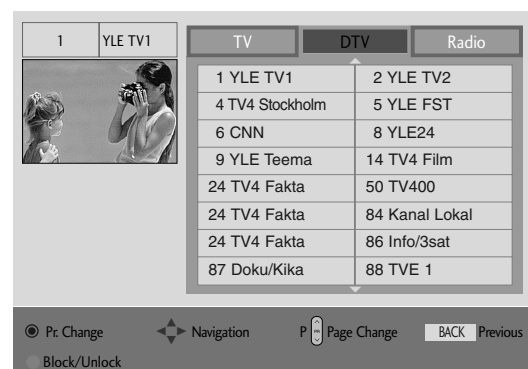 1 YLE TV1
TV DTV Radio
1 YLE TV1 2 YLE TV2
4 TV4 Stockholm 5 YLE FST
6 CNN 8 YLE24
9 YLE Teema 14 TV4 Film
24 TV4 Fakta 50 TV400
24 TV4 Fakta 84 Kanal Lokal
24 TV4 Fakta 86 Info/3sat
87 Doku/Kika 88 TVE 1
Pr. Change Navigation P PR Page Change BACK Previous
Block/Unlock